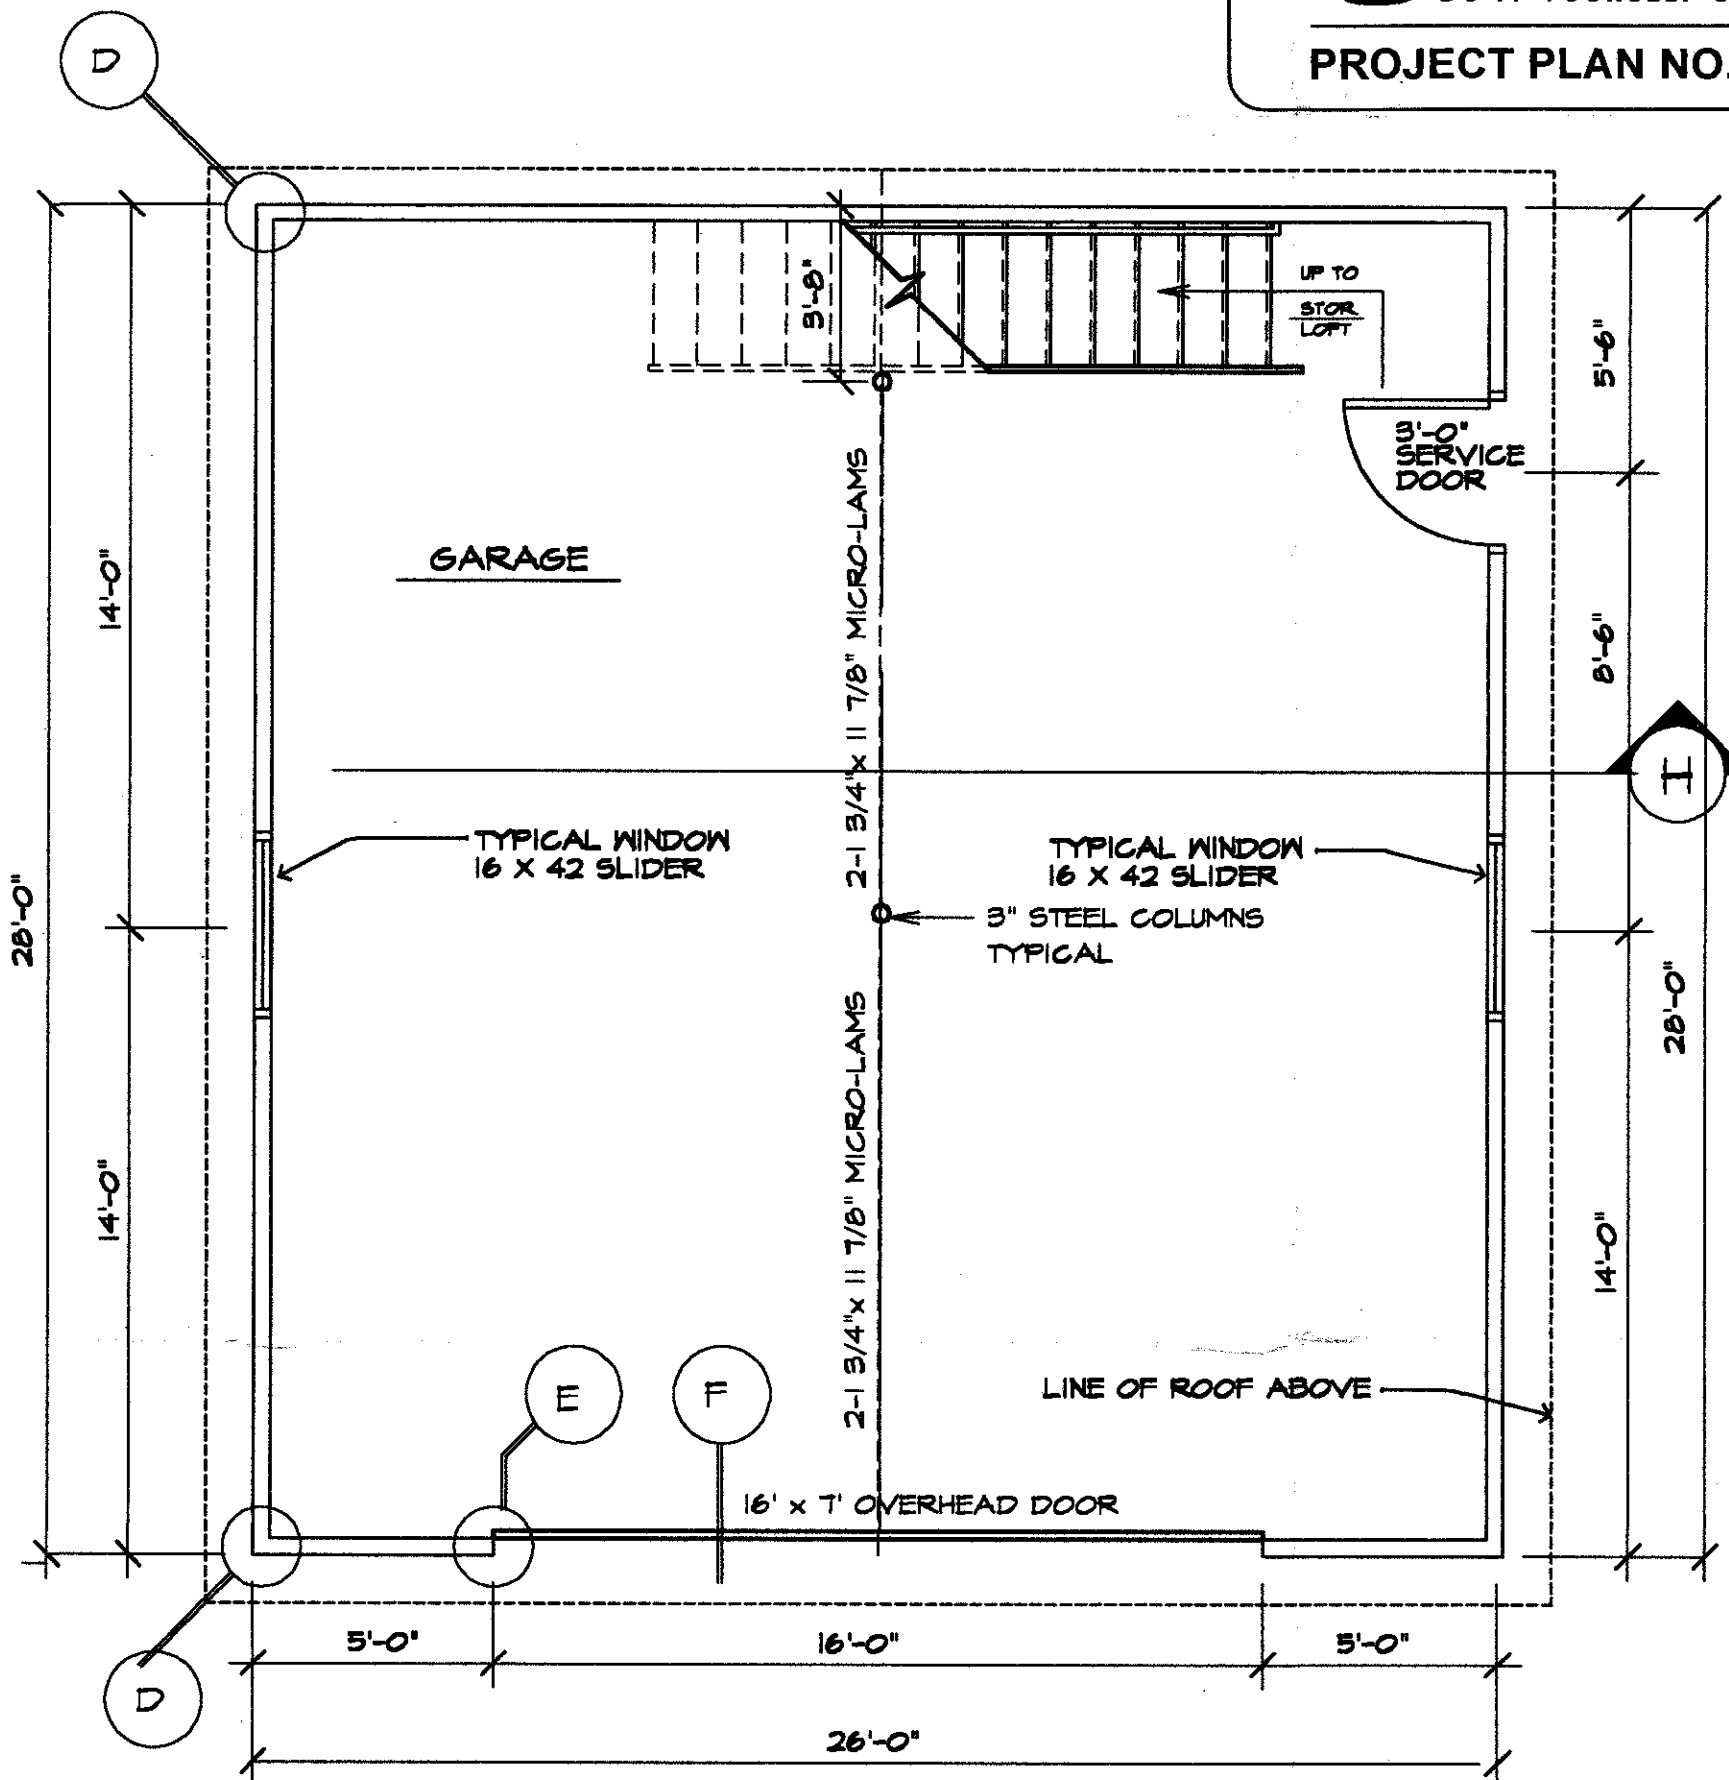 PROJECT PLAN NO.
D
3'-8"
UP TO
STOR
LOFT
5'-6"
3'-0"
SERVICE
DOOR
GARAGE
14'-0"
2-1 3/4" x 11 7/8" MICRO-LAMS
8'-6"
H
TYPICAL WINDOW
16 X 42 SLIDER
TYPICAL WINDOW
16 X 42 SLIDER
3" STEEL COLUMNS
TYPICAL
28'-0"
28'-0"
2-1 3/4" x 11 7/8" MICRO-LAMS
14'-0"
14'-0"
E
F
LINE OF ROOF ABOVE
16' x 7' OVERHEAD DOOR
D
5'-0"
16'-0"
5'-0"
26'-0"